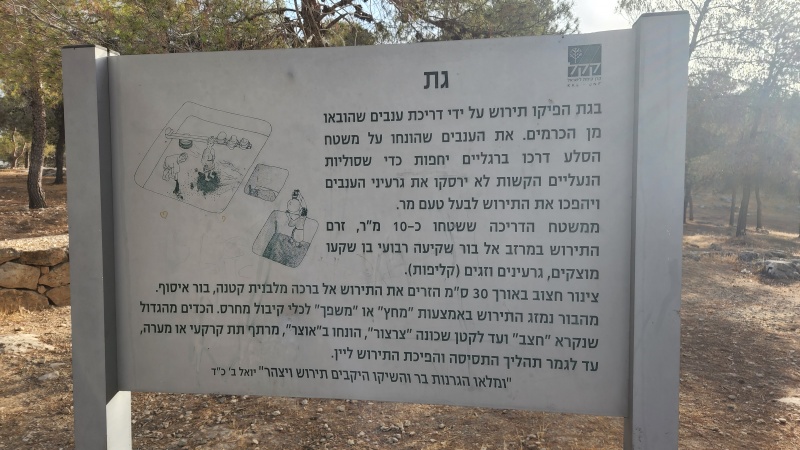 קקל
גת
בגת הפיקו תירוש על ידי דריכת ענבים שהובאו
מן הכרמים. את הענבים שהונחו על משטח
הסלע דרכו ברגליים יחפות כדי שסוליות
הנעליים הקשות לא ירסקו את גרעיני הענבים
ויהפכו את התירוש לבעל טעם מר.
ממשטח הדריכה ששטחו כ-10 מ"ר, זרם
התירוש במרזב אל בור שקיעה רבועי בו שקעו
מוצקים, גרעינים וזגים (קליפות).
צינור חצוב באורך 30 ס"מ הזרים את התירוש אל ברכה מלבנית קטנה, בור איסוף.
מהבור נמזג התירוש באמצעות "מחץ" או "משפך" לכלי קיבול מחרס. הכדים מהגדול
שנקרא "חצב" ועד לקטן שכונה "צרצור", הונחו ב"אוצר", מרתף תת קרקעי או מערה,
עד לגמר תהליך התסיסה והפיכת התירוש ליין.
"ומלאו הגרנות בר והשיקו היקבים תירוש ויצהר" יואל ב' כ"ד